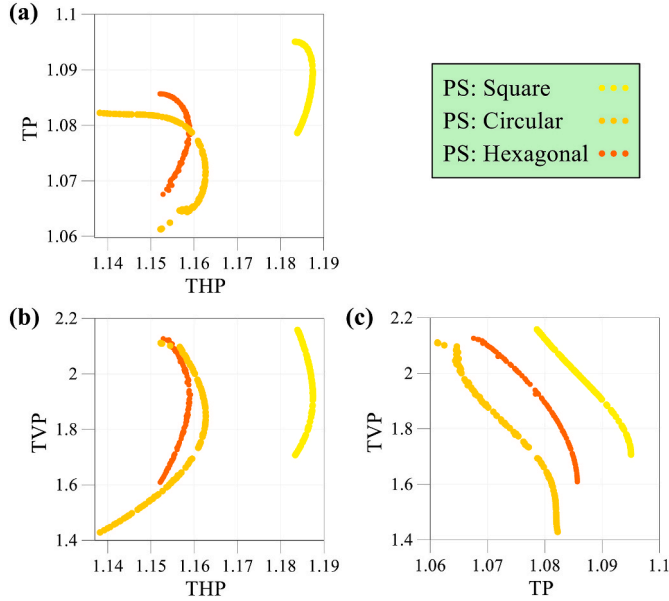 (a)
1.1
1.09
1.08
1.07
1.06
TP
1.14 1.15 1.16 1.17 1.18 1.19
THP
PS: Square
PS: Circular
PS: Hexagonal
(b)
2.2
2
1.8
1.6
1.4
TVP
1.14 1.15 1.16 1.17 1.18 1.19
THP
(c)
2.2
2
1.8
1.6
1.4
TVP
1.06 1.07 1.08 1.09 1.1
TP